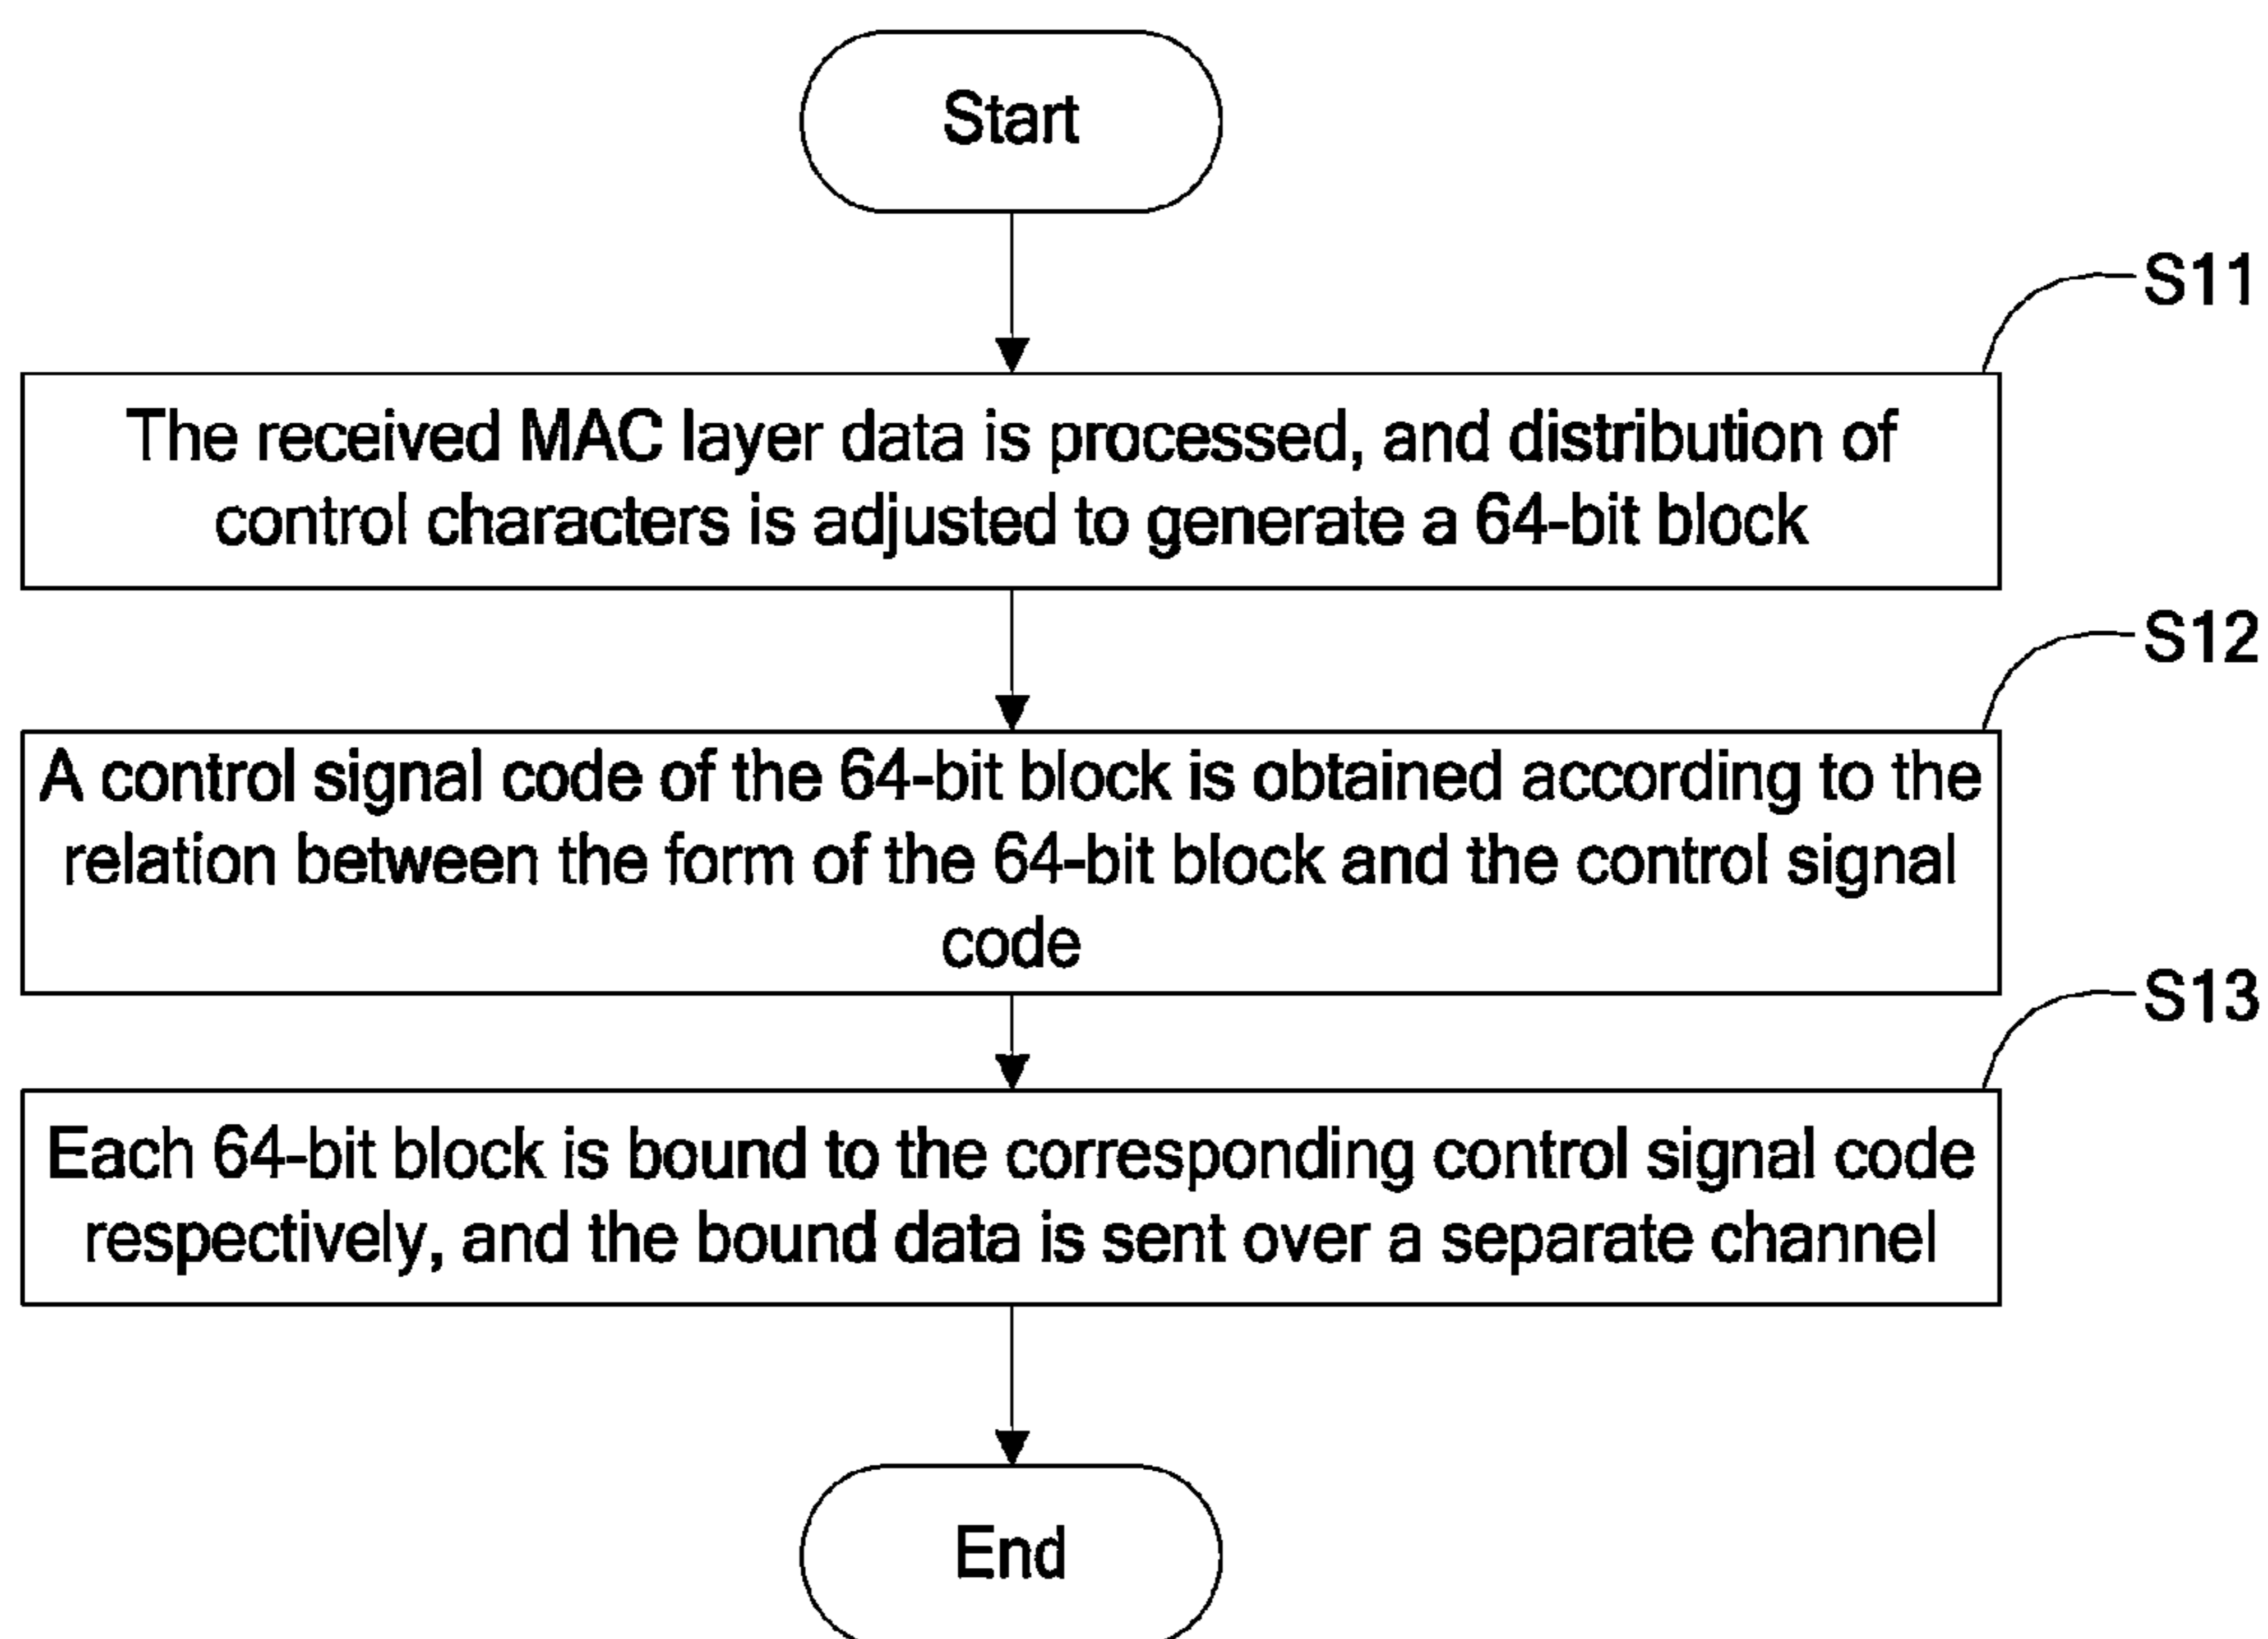 Start
S11
The received MAC layer data is processed, and distribution of
control characters is adjusted to generate a 64-bit block
S12
A control signal code of the 64-bit block is obtained according to the
relation between the form of the 64-bit block and the control signal
code
S13
Each 64-bit block is bound to the corresponding control signal code
respectively, and the bound data is sent over a separate channel
End